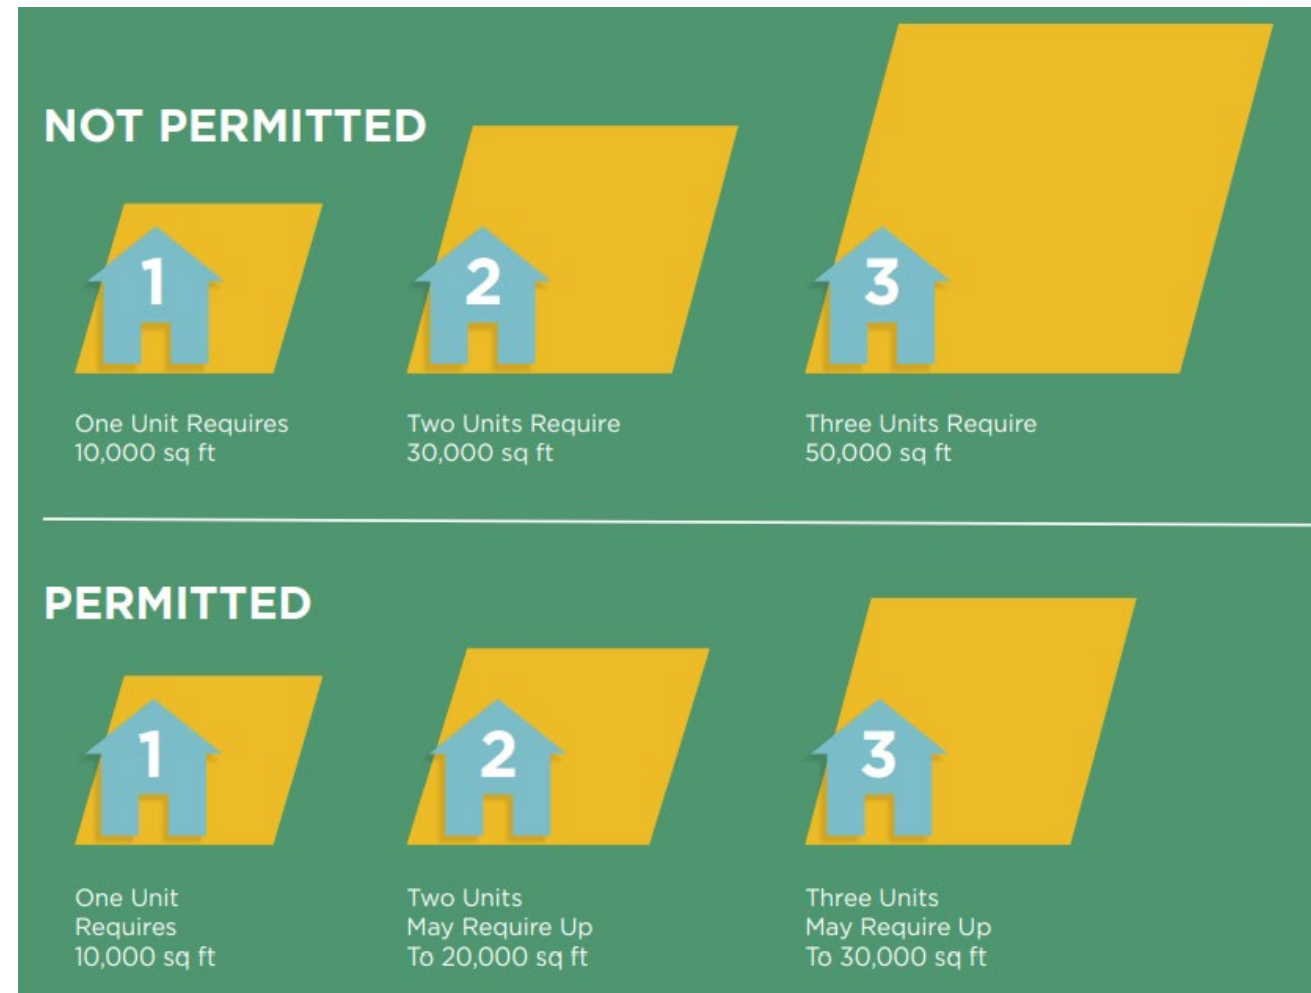 NOT PERMITTED
1
2
3
One Unit Requires
10,000 sq ft
Two Units Require
30,000 sq ft
Three Units Require
50,000 sq ft
PERMITTED
1
2
3
One Unit
Requires
10,000 sq ft
Two Units
May Require Up
To 20,000 sq ft
Three Units
May Require Up
To 30,000 sq ft